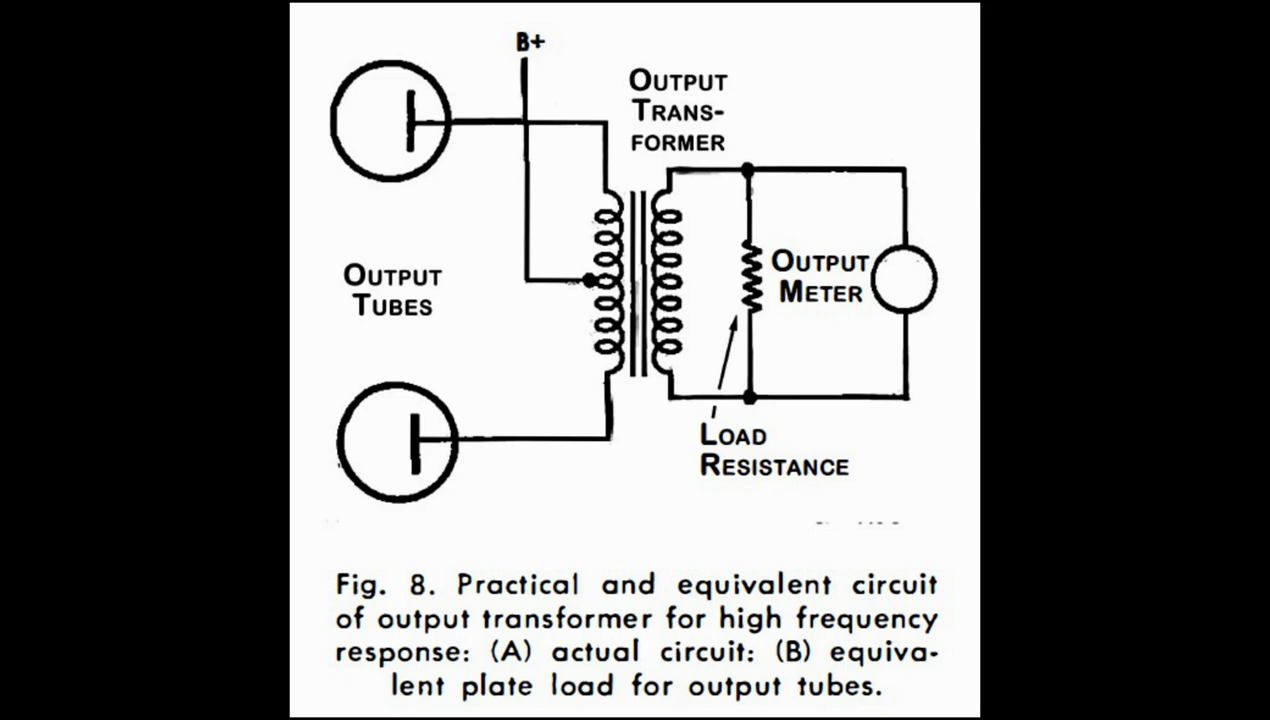 B+
OUTPUT
TRANS-
FORMER
OUTPUT
TUBES
OUTPUT
METER
LOAD
RESISTANCE
Fig. 8. Practical and equivalent circuit
of output transformer for high frequency
response: (A) actual circuit: (B) equiva-
lent plate load for output tubes.